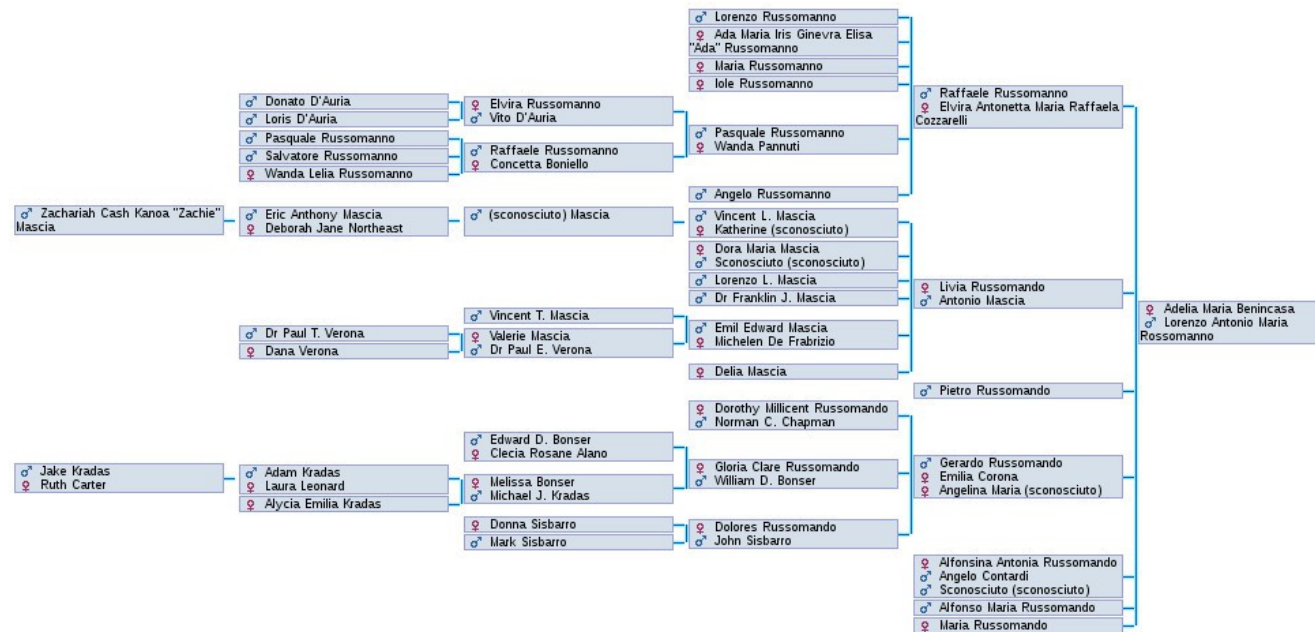 ♂ Lorenzo Russomanno
♀ Ada Maria Iris Ginevra Elisa
"Ada" Russomanno
♀ Maria Russomanno
♀ Iole Russomanno
♂ Raffaele Russomanno
♀ Elvira Antonetta Maria Raffaela
Cozzarelli
♂ Donato D'Auria
♂ Loris D'Auria
♀ Elvira Russomanno
♂ Vito D'Auria
♂ Pasquale Russomanno
♂ Salvatore Russomanno
♀ Wanda Lelia Russomanno
♂ Raffaele Russomanno
♀ Concetta Boniello
♂ Pasquale Russomanno
♀ Wanda Pannuti
♂ Angelo Russomanno
♂ Zachariah Cash Kanoa "Zachie"
Mascia
♂ Eric Anthony Mascia
♀ Deborah Jane Northeast
♂ (sconosciuto) Mascia
♂ Vincent L. Mascia
♀ Katherine (sconosciuto)
♀ Dora Maria Mascia
♂ Sconosciuto (sconosciuto)
♂ Lorenzo L. Mascia
♂ Dr Franklin J. Mascia
♀ Livia Russomando
♂ Antonio Mascia
♀ Adelia Maria Benincasa
♂ Lorenzo Antonio Maria
Rossomanno
♂ Dr Paul T. Verona
♀ Dana Verona
♂ Vincent T. Mascia
♀ Valerie Mascia
♂ Dr Paul E. Verona
♂ Emil Edward Mascia
♀ Michelen De Frabrizio
♀ Delia Mascia
♂ Pietro Russomando
♀ Dorothy Millicent Russomando
♂ Norman C. Chapman
♂ Jake Kradas
♀ Ruth Carter
♂ Adam Kradas
♀ Laura Leonard
♀ Alycia Emilia Kradas
♂ Edward D. Bonser
♀ Clecia Rosane Alano
♀ Melissa Bonser
♂ Michael J. Kradas
♀ Gloria Clare Russomando
♂ William D. Bonser
♂ Gerardo Russomando
♀ Emilia Corona
♀ Angelina Maria (sconosciuto)
♀ Donna Sisbarro
♂ Mark Sisbarro
♀ Dolores Russomando
♂ John Sisbarro
♀ Alfonsina Antonia Russomando
♂ Angelo Contardi
♂ Sconosciuto (sconosciuto)
♂ Alfonso Maria Russomando
♀ Maria Russomando